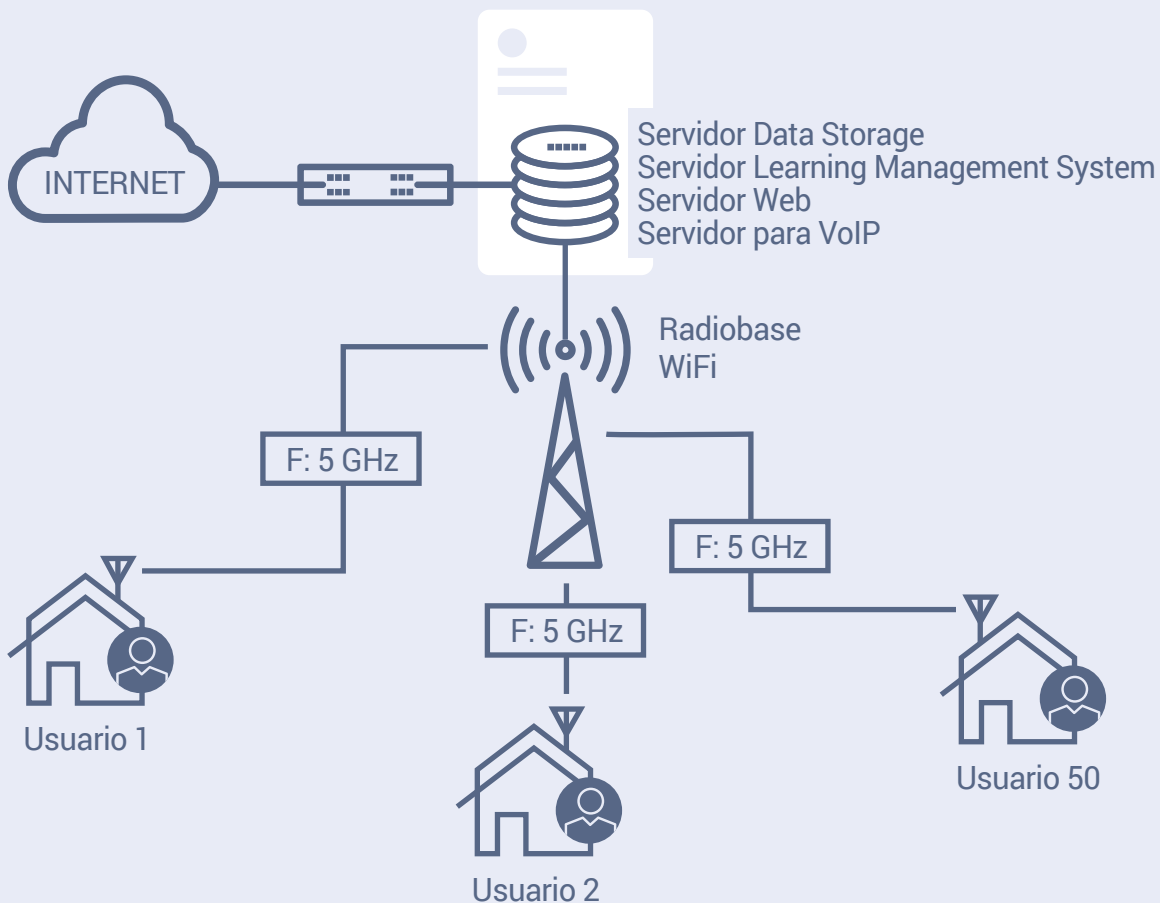 INTERNET
Servidor Data Storage
Servidor Learning Management System
Servidor Web
Servidor para VoIP
Radiobase
WiFi
F: 5 GHz
F: 5 GHz
F: 5 GHz
Usuario 1
Usuario 50
Usuario 2